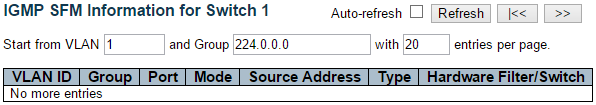 IGMP SFM Information for Switch 1
Auto-refresh Refresh |<< >>
Start from VLAN 1 and Group 224.0.0.0 with 20 entries per page.
VLAN ID Group Port Mode Source Address Type Hardware Filter/Switch
No more entries